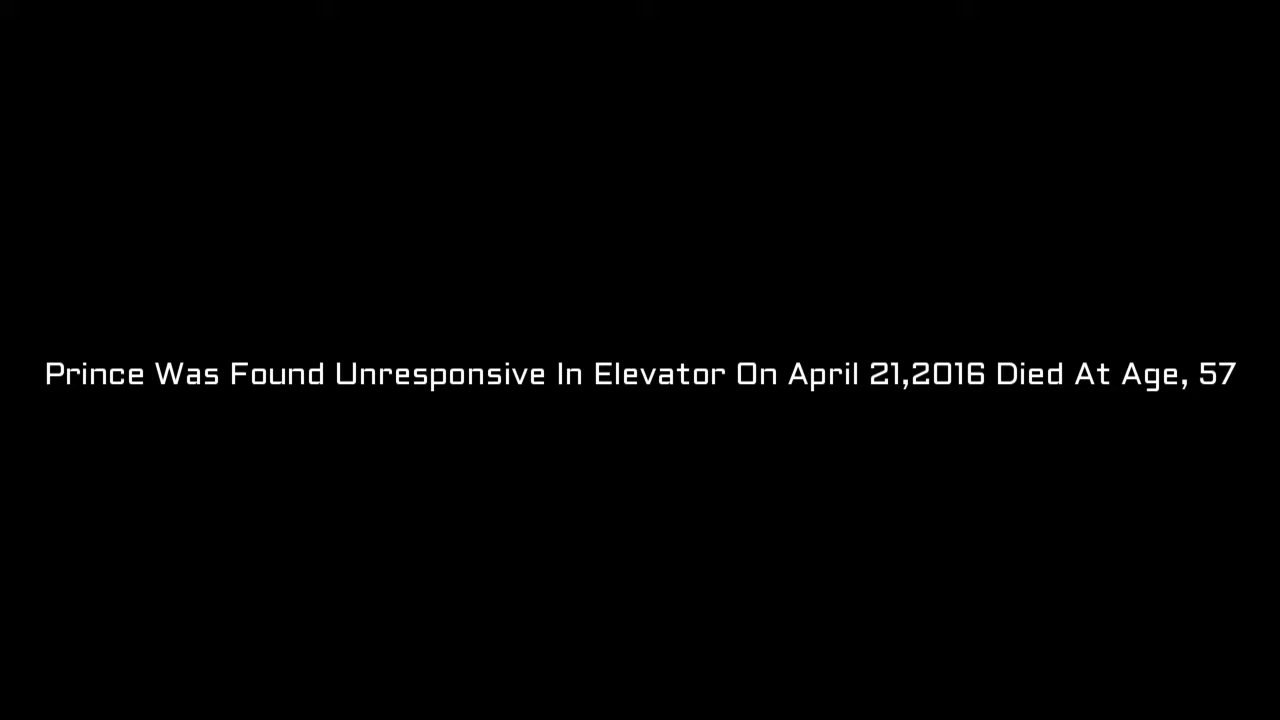 Prince Was Found Unresponsive In Elevator On April 21,2016 Died At Age, 57